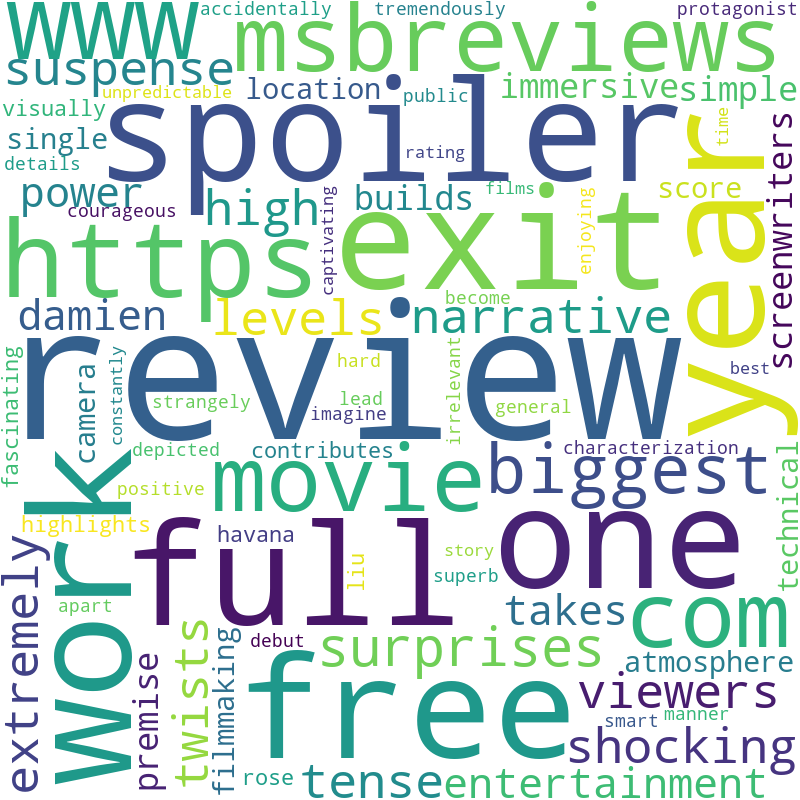 www
accidentally
tremendously
protagonist
msbreviews
suspense
unpredictable
location
public
immersive
simple
visually
spoiler
single
details
rating
power
courageous
high
captivating
builds
films
enjoying
score
time
year
screenwriters
https
exit
become
damien
levels
narrative
review
best
fascinating
camera
constantly
strangely
hard
imagine
lead
irrelevant
general
depicted
contributes
characterization
positive
movie
biggest
technical
highlights
work
full
havana
one
liu
story
superb
extremely
apart
debut
takes
com
premise
twists
filmmaking
surprises
atmosphere
free
viewers
smart
manner
shocking
rose
tense
entertainment